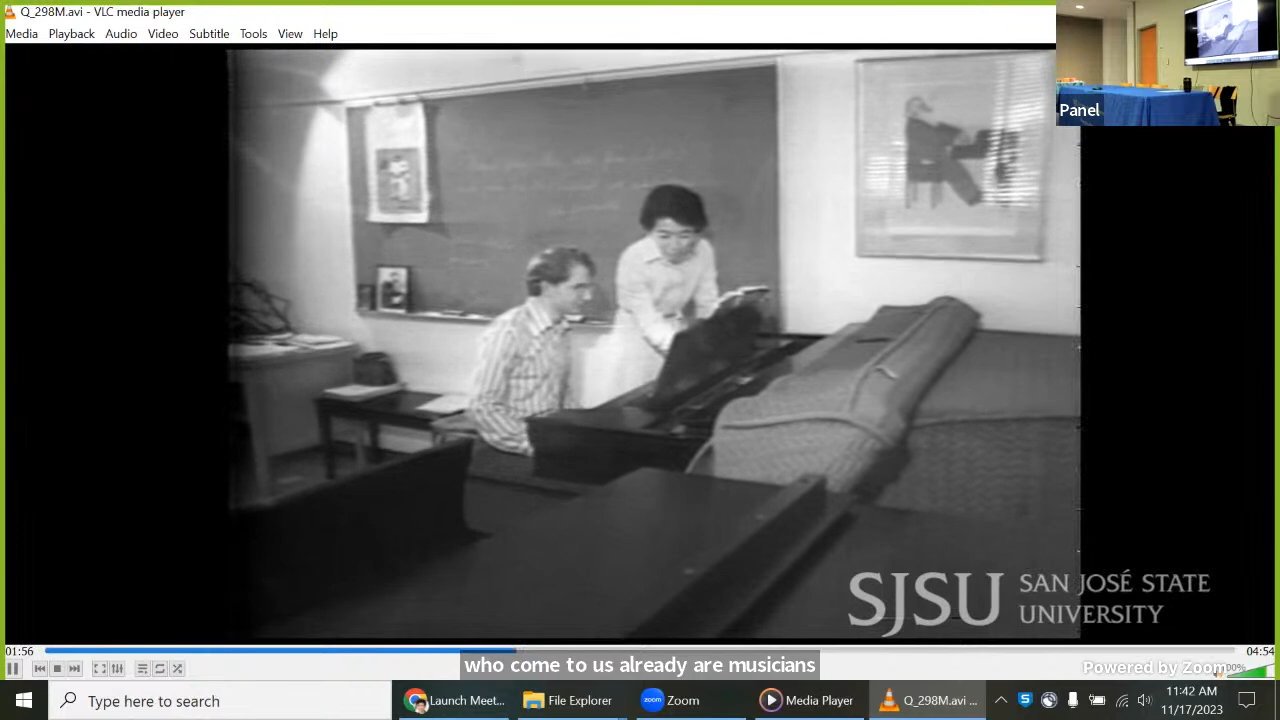 Q_298M.avi - VLC media player
Media Playback Audio Video Subtitle Tools View Help
Panel
SJSU SAN JOSÉ STATE
UNIVERSITY
01:56
04:54
who come to us already are musicians
Powered by Zoom
Type here to search
Launch Meet...
File Explorer
Zoom
Media Player
Q_298M.avi ...
11:42 AM
11/17/2023